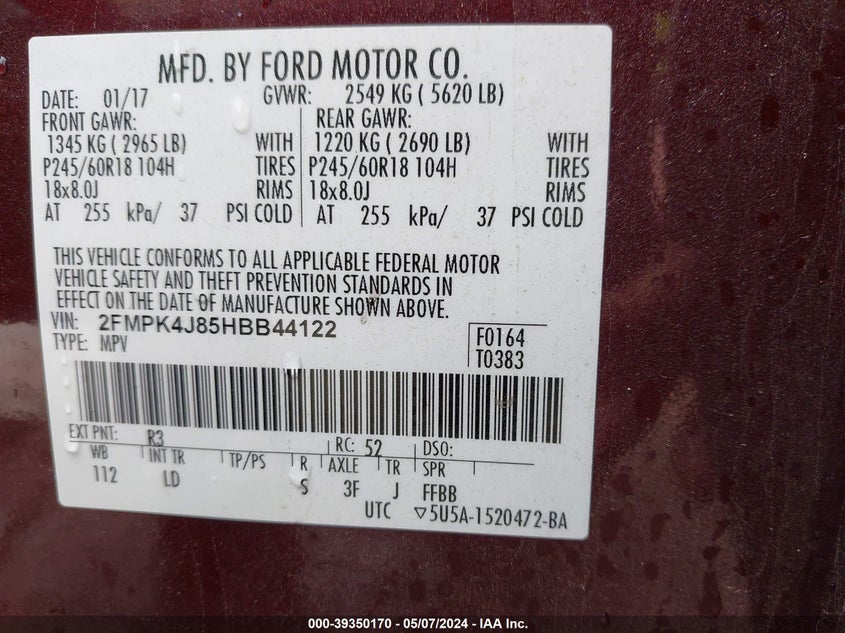 MFD. BY FORD MOTOR CO.
DATE: 01/17 GVWR: 2549 KG ( 5620 LB)
FRONT GAWR: REAR GAWR:
1345 KG ( 2965 LB) WITH 1220 KG ( 2690 LB) WITH
P245/60R18 104H TIRES P245/60R18 104H TIRES
18x8.0J RIMS 18x8.0J RIMS
AT 255 kPa/ 37 PSI COLD AT 255 kPa/ 37 PSI COLD
THIS VEHICLE CONFORMS TO ALL APPLICABLE FEDERAL MOTOR
VEHICLE SAFETY AND THEFT PREVENTION STANDARDS IN
EFFECT ON THE DATE OF MANUFACTURE SHOWN ABOVE.
VIN: 2FMPK4J85HBB44122
TYPE: MPV
F0164
T0383
EXT PNT: R3 RC: 52 DSO:
WB INT TR TP/PS R AXLE TR SPR
112 LD S 3F J FFBB
UTC ▽5U5A-1520472-BA
000-39350170 - 05/07/2024 - IAA Inc.